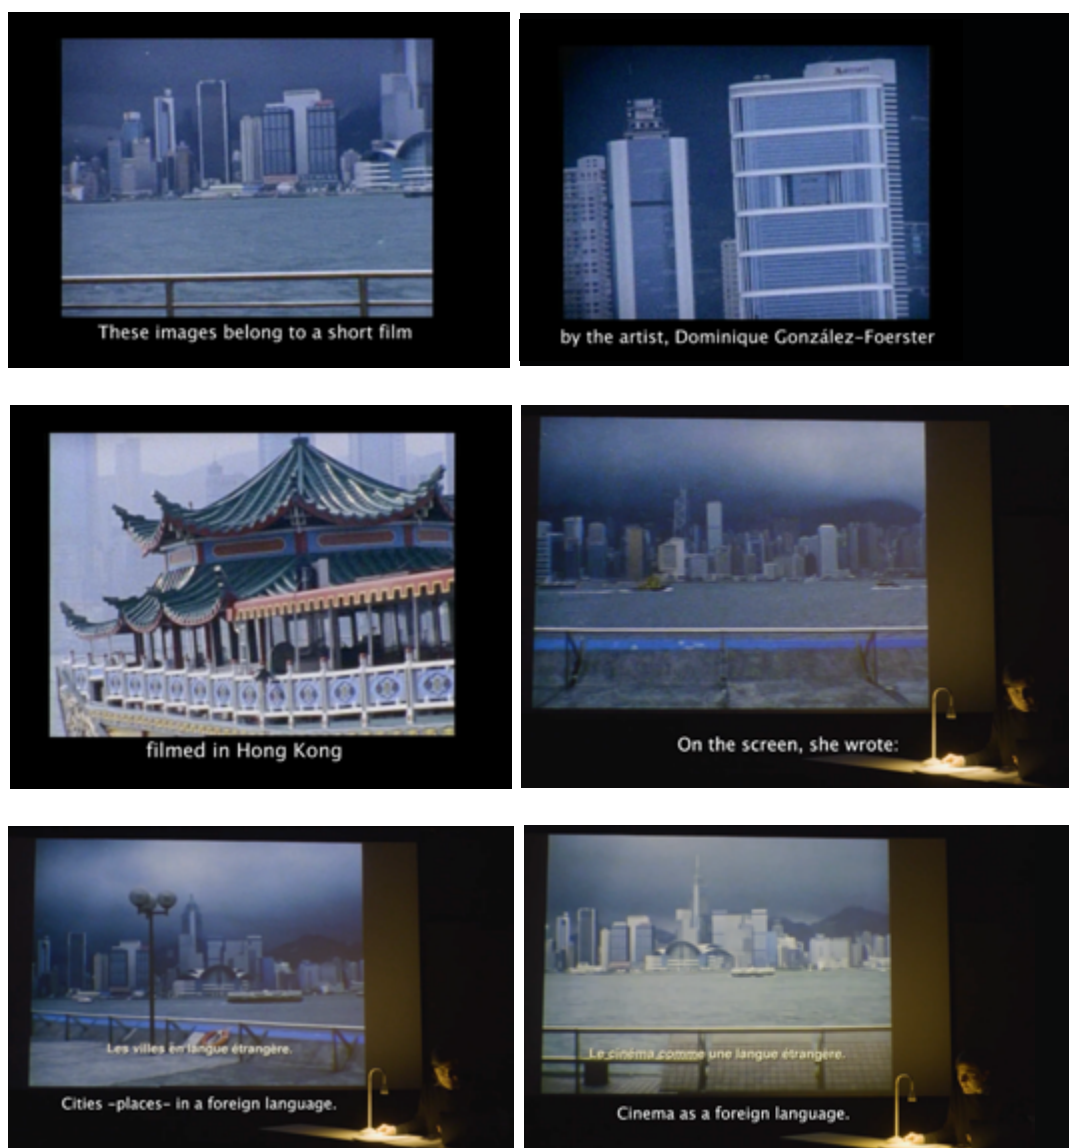 These images belong to a short film
by the artist, Dominique González-Foerster
filmed in Hong Kong
On the screen, she wrote:
Les villes en langue étrangère.
Cities -places- in a foreign language.
Le cinéma comme une langue étrangère.
Cinema as a foreign language.